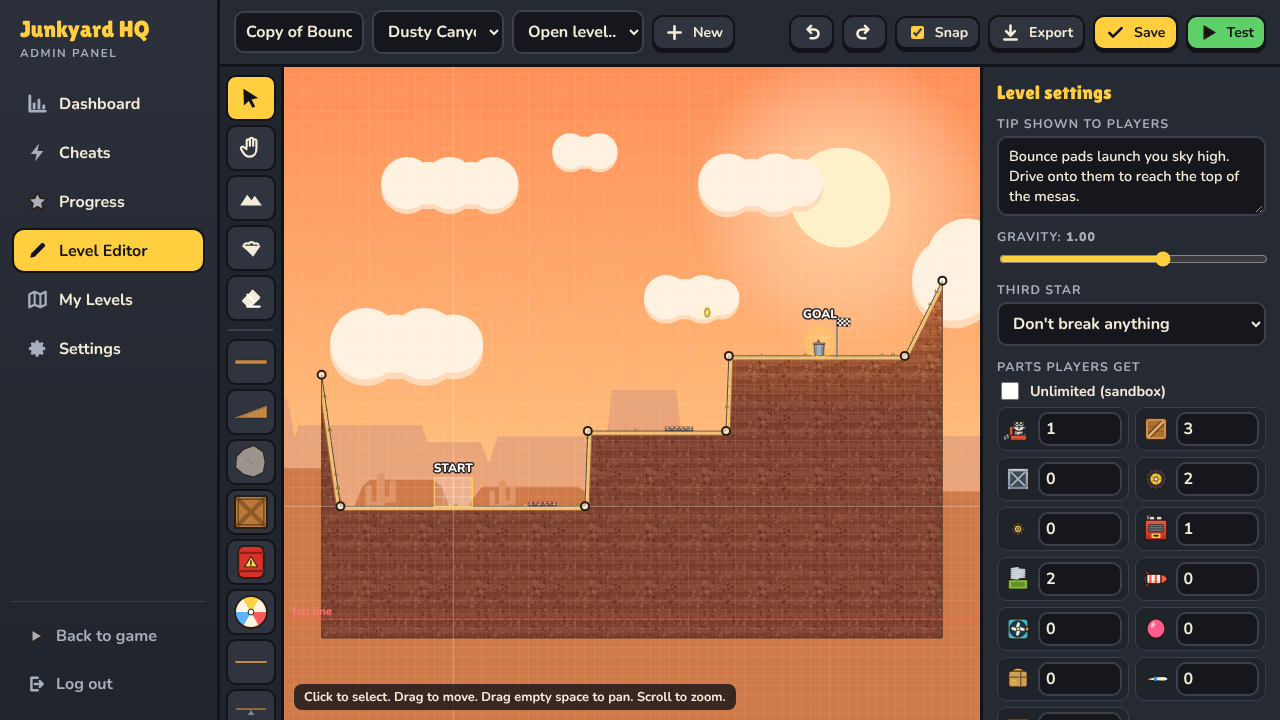 Junkyard HQ
ADMIN PANEL
Dashboard
Cheats
Progress
Level Editor
My Levels
Settings
Back to game
Log out
Copy of Bounc
Dusty Cany
Open level..
New
Snap
Export
Save
Test
START
GOAL
fall line
Click to select. Drag to move. Drag empty space to pan. Scroll to zoom.
Level settings
TIP SHOWN TO PLAYERS
Bounce pads launch you sky high.
Drive onto them to reach the top of
the mesas.
GRAVITY: 1.00
THIRD STAR
Don't break anything
PARTS PLAYERS GET
Unlimited (sandbox)
1 3
0 2
0 1
2 0
0 0
0 0